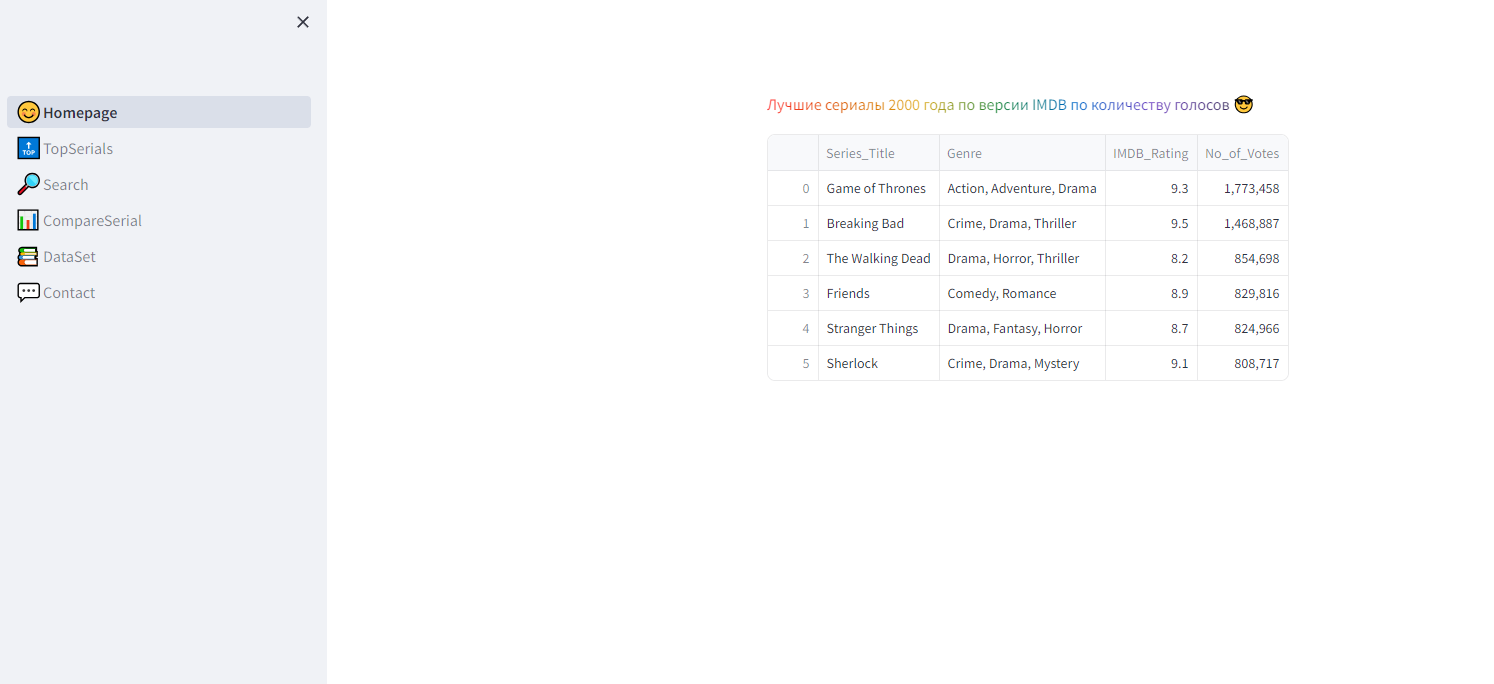 Homepage
TopSerials
Search
CompareSerial
DataSet
Contact
Лучшие сериалы 2000 года по версии IMDB по количеству голосов
Series_Title Genre IMDB_Rating No_of_Votes
0 Game of Thrones Action, Adventure, Drama 9.3 1,773,458
1 Breaking Bad Crime, Drama, Thriller 9.5 1,468,887
2 The Walking Dead Drama, Horror, Thriller 8.2 854,698
3 Friends Comedy, Romance 8.9 829,816
4 Stranger Things Drama, Fantasy, Horror 8.7 824,966
5 Sherlock Crime, Drama, Mystery 9.1 808,717